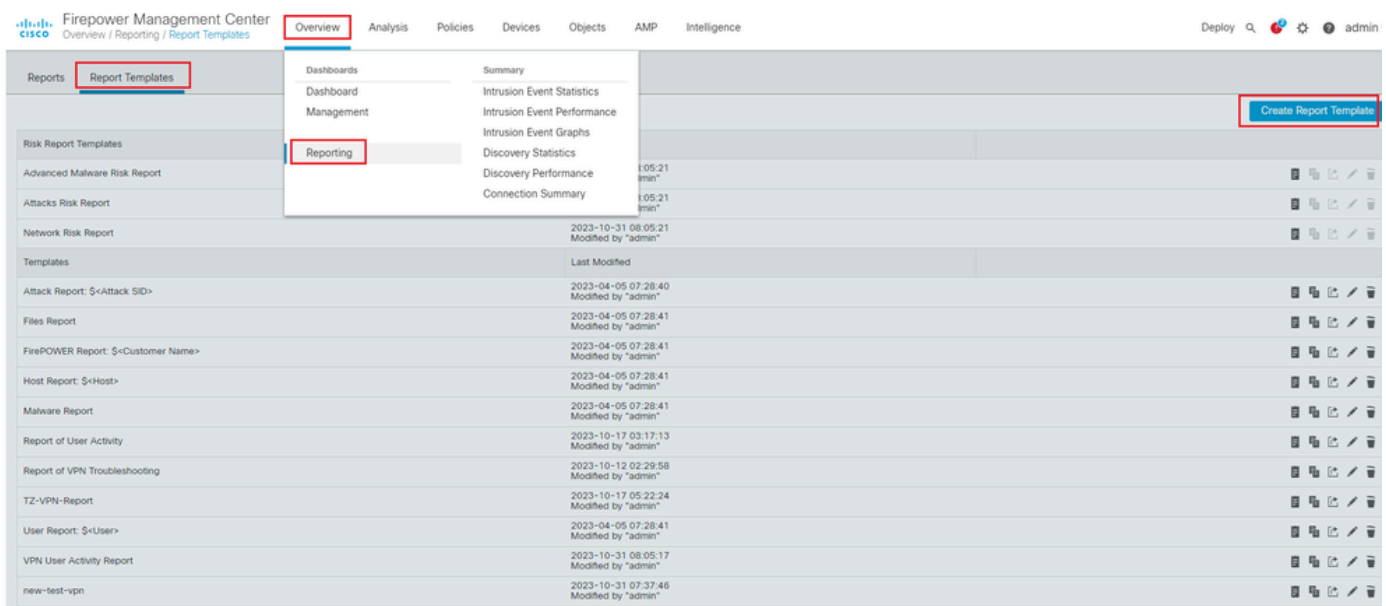 Firepower Management Center
CISCO Overview / Reporting / Report Templates
Overview Analysis Policies Devices Objects AMP Intelligence
Deploy 2 admin
Reports Report Templates
Dashboards
Dashboard
Management
Reporting
Summary
Intrusion Event Statistics
Intrusion Event Performance
Intrusion Event Graphs
Discovery Statistics
Discovery Performance
Connection Summary
Create Report Template
Risk Report Templates
Advanced Malware Risk Report
:05:21
Attacks Risk Report
:05:21
Network Risk Report
2023-10-31 08:05:21
Modified by "admin"
Templates Last Modified
Attack Report: $<Attack SID>
2023-04-05 07:28:40
Modified by "admin"
Files Report
2023-04-05 07:28:41
Modified by "admin"
FirePOWER Report: $<Customer Name>
2023-04-05 07:28:41
Modified by "admin"
Host Report: $<Host>
2023-04-05 07:28:41
Modified by "admin"
Malware Report
2023-04-05 07:28:41
Modified by "admin"
Report of User Activity
2023-10-17 03:17:13
Modified by "admin"
Report of VPN Troubleshooting
2023-10-12 02:29:58
Modified by "admin"
TZ-VPN-Report
2023-10-17 05:22:24
Modified by "admin"
User Report: $<User>
2023-04-05 07:28:41
Modified by "admin"
VPN User Activity Report
2023-10-31 08:05:17
Modified by "admin"
new-test-vpn
2023-10-31 07:37:46
Modified by "admin"